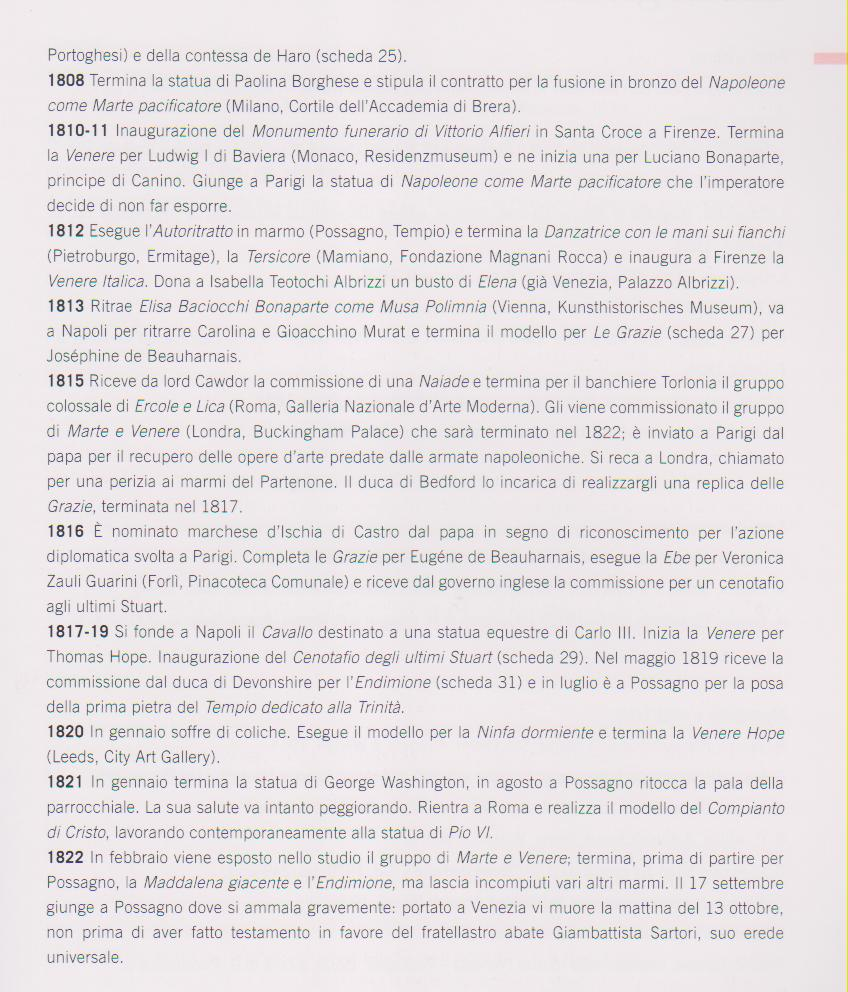 Portoghesi) e della contessa de Haro (scheda 25).
1808 Termina la statua di Paolina Borghese e stipula il contratto per la fusione in bronzo del Napoleone
come Marte pacificatore (Milano, Cortile dell'Accademia di Brera).
1810-11 Inaugurazione del Monumento funerario di Vittorio Alfieri in Santa Croce a Firenze. Termina
la Venere per Ludwig I di Baviera (Monaco, Residenzmuseum) e ne inizia una per Luciano Bonaparte,
principe di Canino. Giunge a Parigi la statua di Napoleone come Marte pacificatore che l'imperatore
decide di non far esporre.
1812 Esegue l'Autoritratto in marmo (Possagno, Tempio) e termina la Danzatrice con le mani sui fianchi
(Pietroburgo, Ermitage), la Tersicore (Mamiano, Fondazione Magnani Rocca) e inaugura a Firenze la
Venere Italica. Dona a Isabella Teotochi Albrizzi un busto di Elena (già Venezia, Palazzo Albrizzi).
1813 Ritrae Elisa Baciocchi Bonaparte come Musa Polimnia (Vienna, Kunsthistorisches Museum), va
a Napoli per ritrarre Carolina e Gioacchino Murat e termina il modello per Le Grazie (scheda 27) per
Joséphine de Beauharnais.
1815 Riceve da lord Cawdor la commissione di una Naiade e termina per il banchiere Torlonia il gruppo
colossale di Ercole e Lica (Roma, Galleria Nazionale d'Arte Moderna). Gli viene commissionato il gruppo
di Marte e Venere (Londra, Buckingham Palace) che sarà terminato nel 1822; è inviato a Parigi dal
papa per il recupero delle opere d'arte predate dalle armate napoleoniche. Si reca a Londra, chiamato
per una perizia ai marmi del Partenone. Il duca di Bedford lo incarica di realizzargli una replica delle
Grazie, terminata nel 1817.
1816 È nominato marchese d'Ischia di Castro dal papa in segno di riconoscimento per l'azione
diplomatica svolta a Parigi. Completa le Grazie per Eugéne de Beauharnais, esegue la Ebe per Veronica
Zauli Guarini (Forlì, Pinacoteca Comunale) e riceve dal governo inglese la commissione per un cenotafio
agli ultimi Stuart.
1817-19 Si fonde a Napoli il Cavallo destinato a una statua equestre di Carlo III. Inizia la Venere per
Thomas Hope. Inaugurazione del Cenotafio degli ultimi Stuart (scheda 29). Nel maggio 1819 riceve la
commissione dal duca di Devonshire per l'Endimione (scheda 31) e in luglio è a Possagno per la posa
della prima pietra del Tempio dedicato alla Trinità.
1820 In gennaio soffre di coliche. Esegue il modello per la Ninfa dormiente e termina la Venere Hope
(Leeds, City Art Gallery).
1821 In gennaio termina la statua di George Washington, in agosto a Possagno ritocca la pala della
parrocchiale. La sua salute va intanto peggiorando. Rientra a Roma e realizza il modello del Compianto
di Cristo, lavorando contemporaneamente alla statua di Pio VI.
1822 In febbraio viene esposto nello studio il gruppo di Marte e Venere; termina, prima di partire per
Possagno, la Maddalena giacente e l'Endimione, ma lascia incompiuti vari altri marmi. Il 17 settembre
giunge a Possagno dove si ammala gravemente: portato a Venezia vi muore la mattina del 13 ottobre,
non prima di aver fatto testamento in favore del fratellastro abate Giambattista Sartori, suo erede
universale.